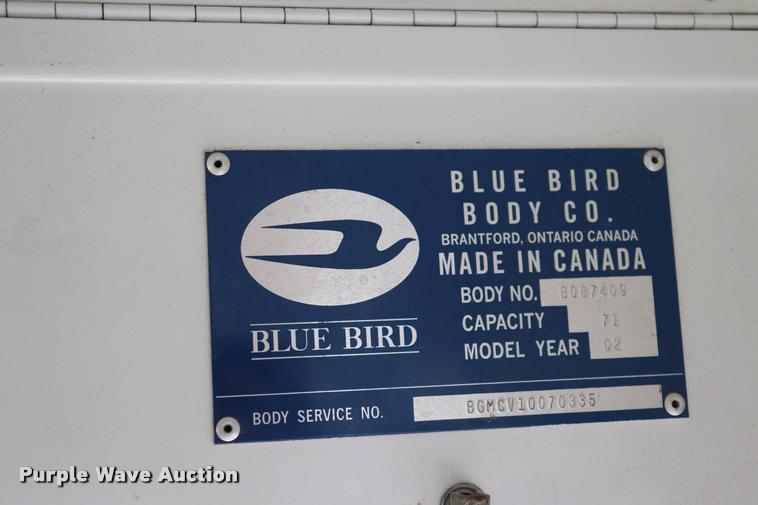 BLUE BIRD
BODY CO.
BRANTFORD, ONTARIO CANADA
MADE IN CANADA
BODY NO. B087409
CAPACITY 71
MODEL YEAR 02
BLUE BIRD
BODY SERVICE NO. BGMCV10070335
Purple Wave Auction